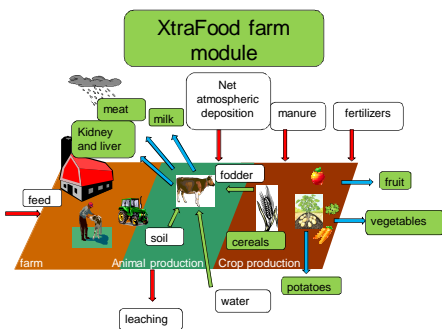 XtraFood farm
module
meat
milk
Net
atmospheric
deposition
manure
fertilizers
Kidney
and liver
fodder
fruit
feed
vegetables
soil
cereals
farm
Animal production
Crop production
potatoes
water
leaching